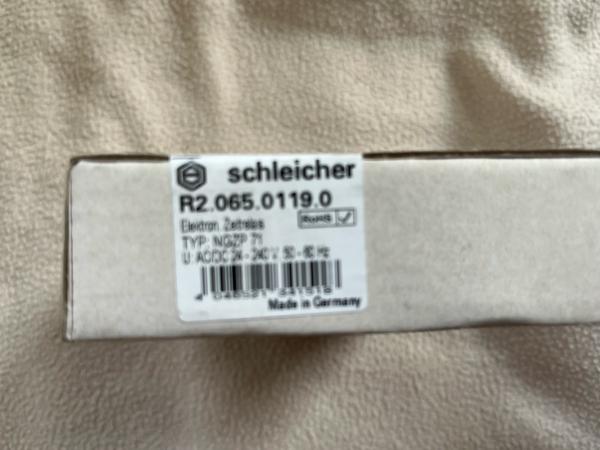 schleicher
R2.065.0119.0
Elektron. Zeitrelais
RoHS
TYP: NGZP 71
U: AC/DC 24 - 240 V 50 - 60 Hz
Made in Germany